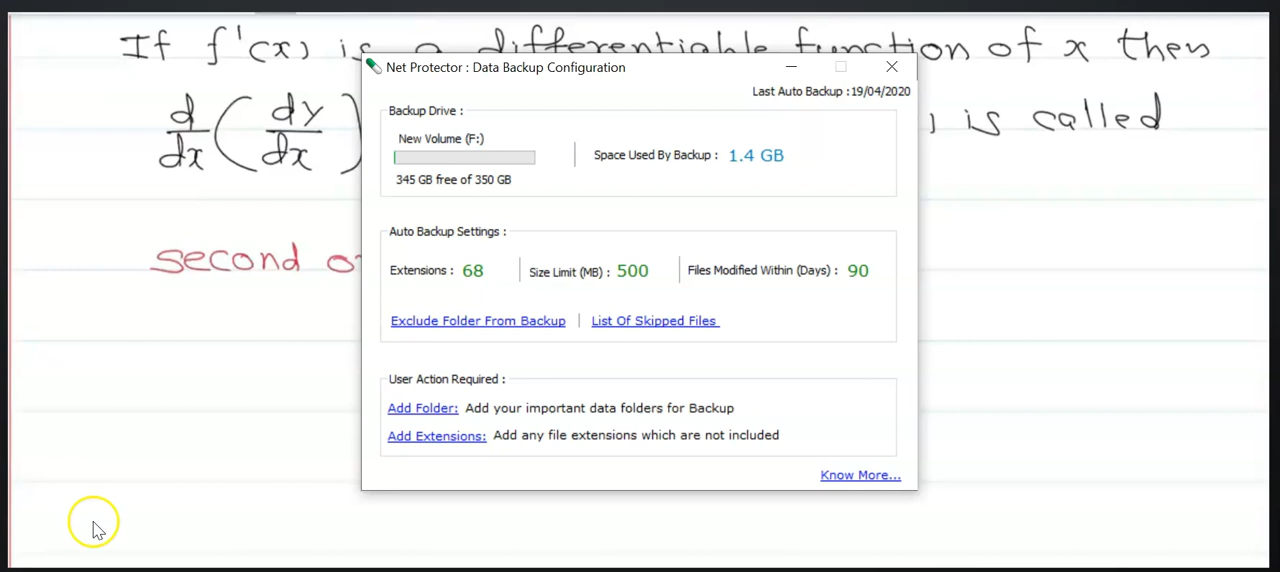 If f'(x) is a differentiable function of x then
d/dx (dy/dx) is called
second
Net Protector : Data Backup Configuration
Last Auto Backup :19/04/2020
Backup Drive :
New Volume (F:)
Space Used By Backup : 1.4 GB
345 GB free of 350 GB
Auto Backup Settings :
Extensions : 68 Size Limit (MB) : 500 Files Modified Within (Days) : 90
Exclude Folder From Backup List Of Skipped Files
User Action Required :
Add Folder: Add your important data folders for Backup
Add Extensions: Add any file extensions which are not included
Know More...